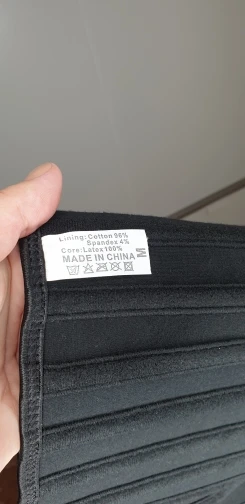 Lining: Cotton 96%
Spandex 4%
Core: Latex100%
MADE IN CHINA
M